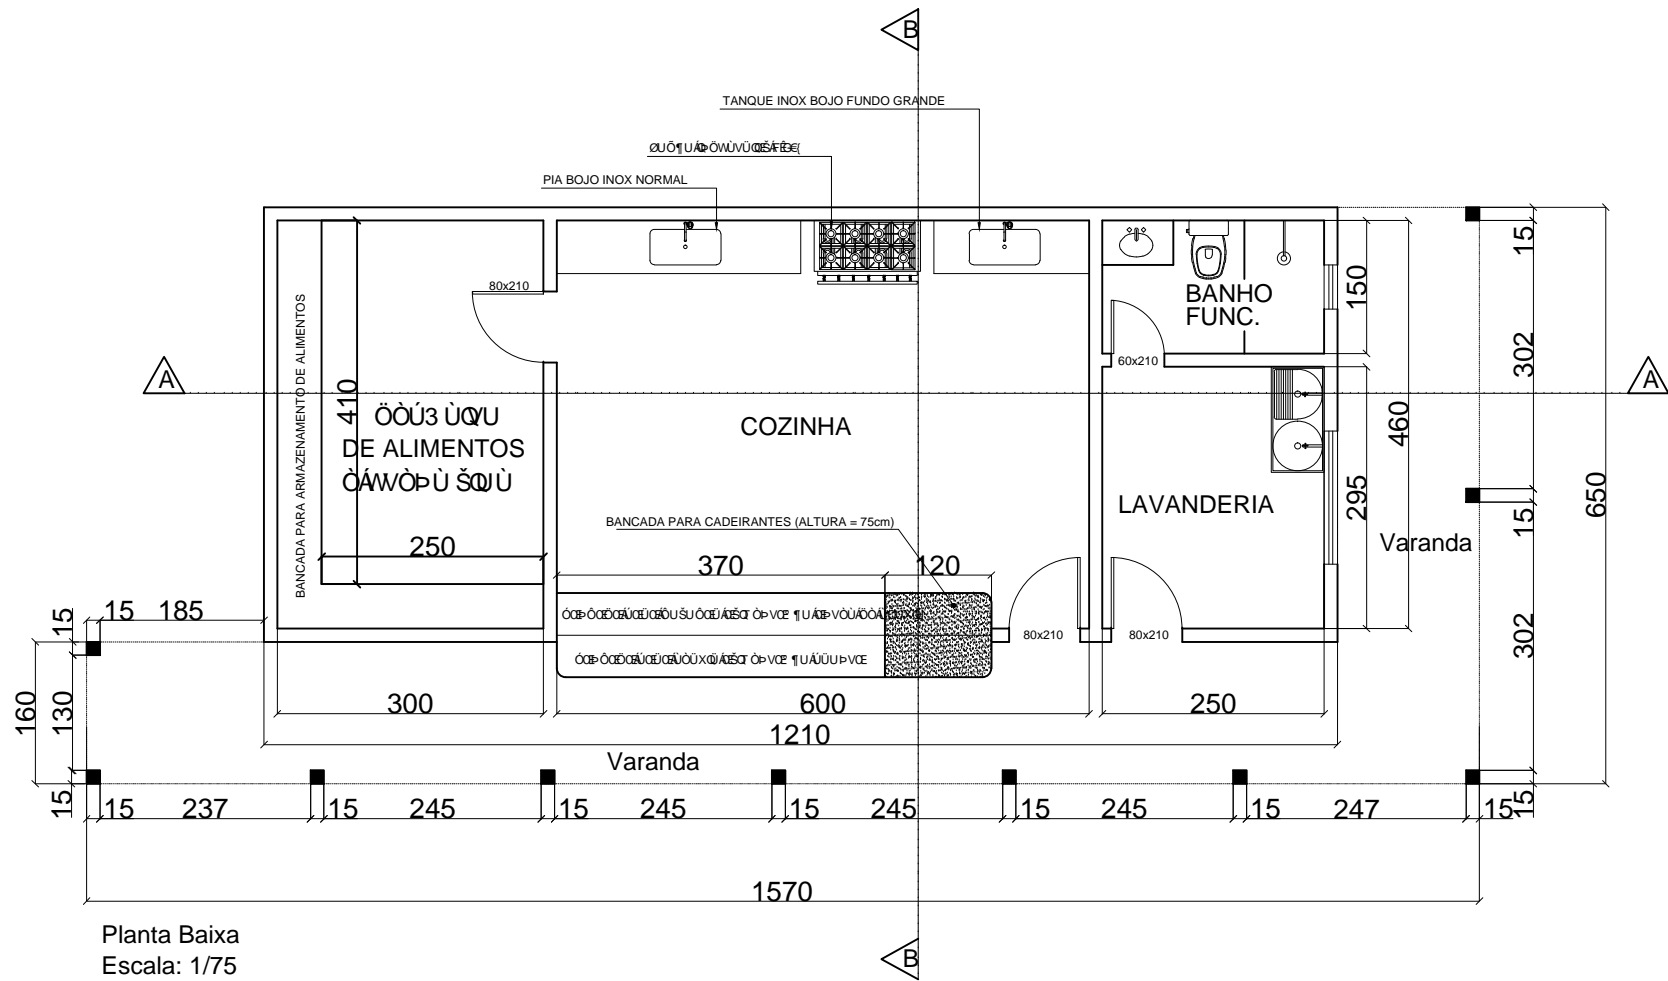 B
TANQUE INOX BOJO FUNDO GRANDE
PIA BOJO INOX NORMAL
15
80x210
BANHO
FUNC.
150
302
BANCADA PARA ARMAZENAMENTO DE ALIMENTOS
60x210
A
A
410
COZINHA
460
DE ALIMENTOS
LAVANDERIA
295
650
BANCADA PARA CADEIRANTES (ALTURA = 75cm)
15
Varanda
250
370
120
15
15
185
80x210
80x210
302
160
130
300
600
250
1210
Varanda
15
15
237
15
245
15
245
15
245
15
245
15
247
15
15
1570
Planta Baixa
Escala: 1/75
B